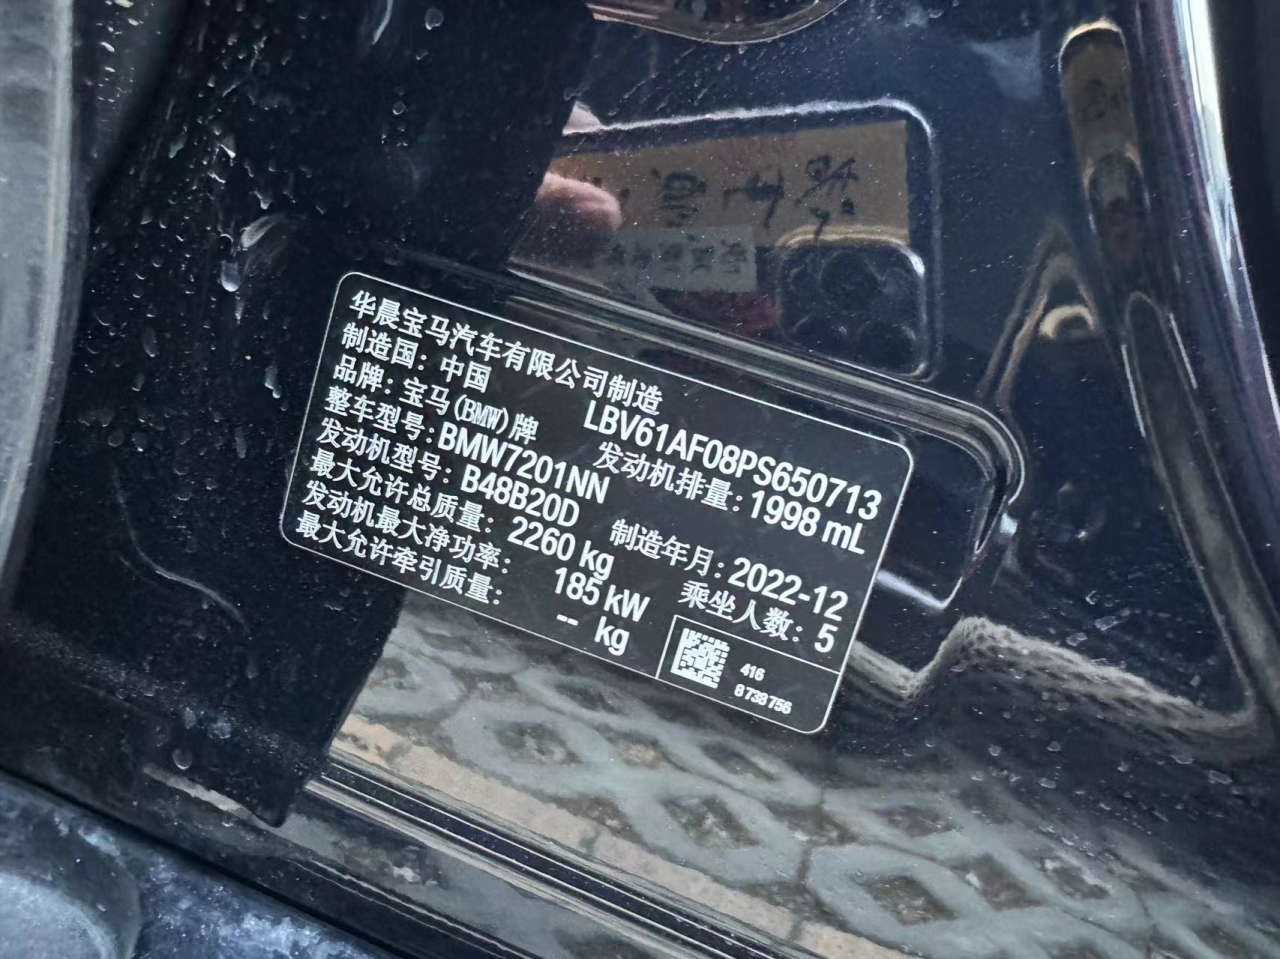 华晨宝马汽车有限公司制造
制造国：中国 LBV61AF08PS650713
品牌：宝马(BMW)牌 发动机排量：1998 mL
整车型号：BMW7201NN
发动机型号：B48B20D 制造年月：2022-12
最大允许总质量：2260 kg 乘坐人数：5
发动机最大净功率：185 kW
最大允许牵引质量：-- kg
416
8738756